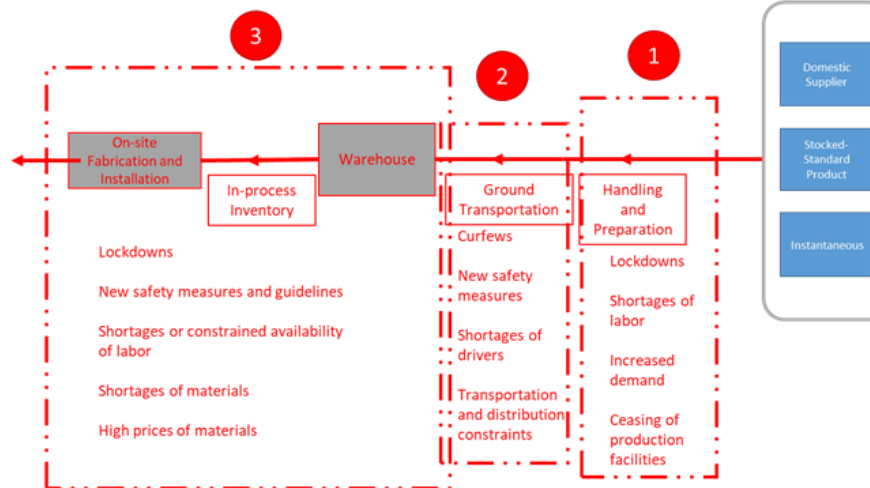 3
2
1
Domestic
Supplier
On-site
Fabrication and
Installation
Warehouse
Stocked-
Standard
Product
In-process
Inventory
Ground
Transportation
Handling
and
Preparation
Instantaneous
Lockdowns
New safety measures and guidelines
Shortages or constrained availability
of labor
Shortages of materials
High prices of materials
Curfews
New safety
measures
Shortages of
drivers
Transportation
and distribution
constraints
Lockdowns
Shortages of
labor
Increased
demand
Ceasing of
production
facilities